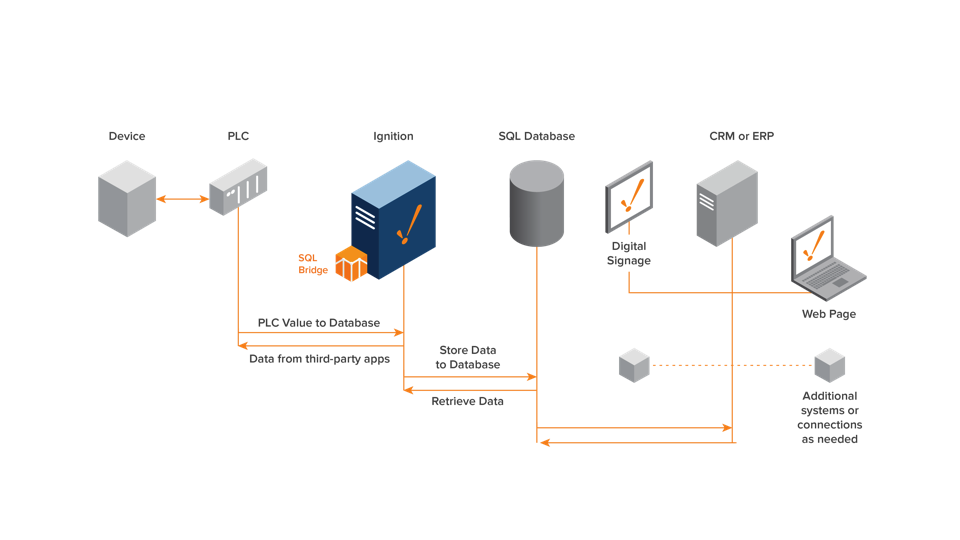 Device
PLC
Ignition
SQL Database
CRM or ERP
SQL
Bridge
Digital
Signage
Web Page
PLC Value to Database
Data from third-party apps
Store Data
to Database
Retrieve Data
Additional
systems or
connections
as needed